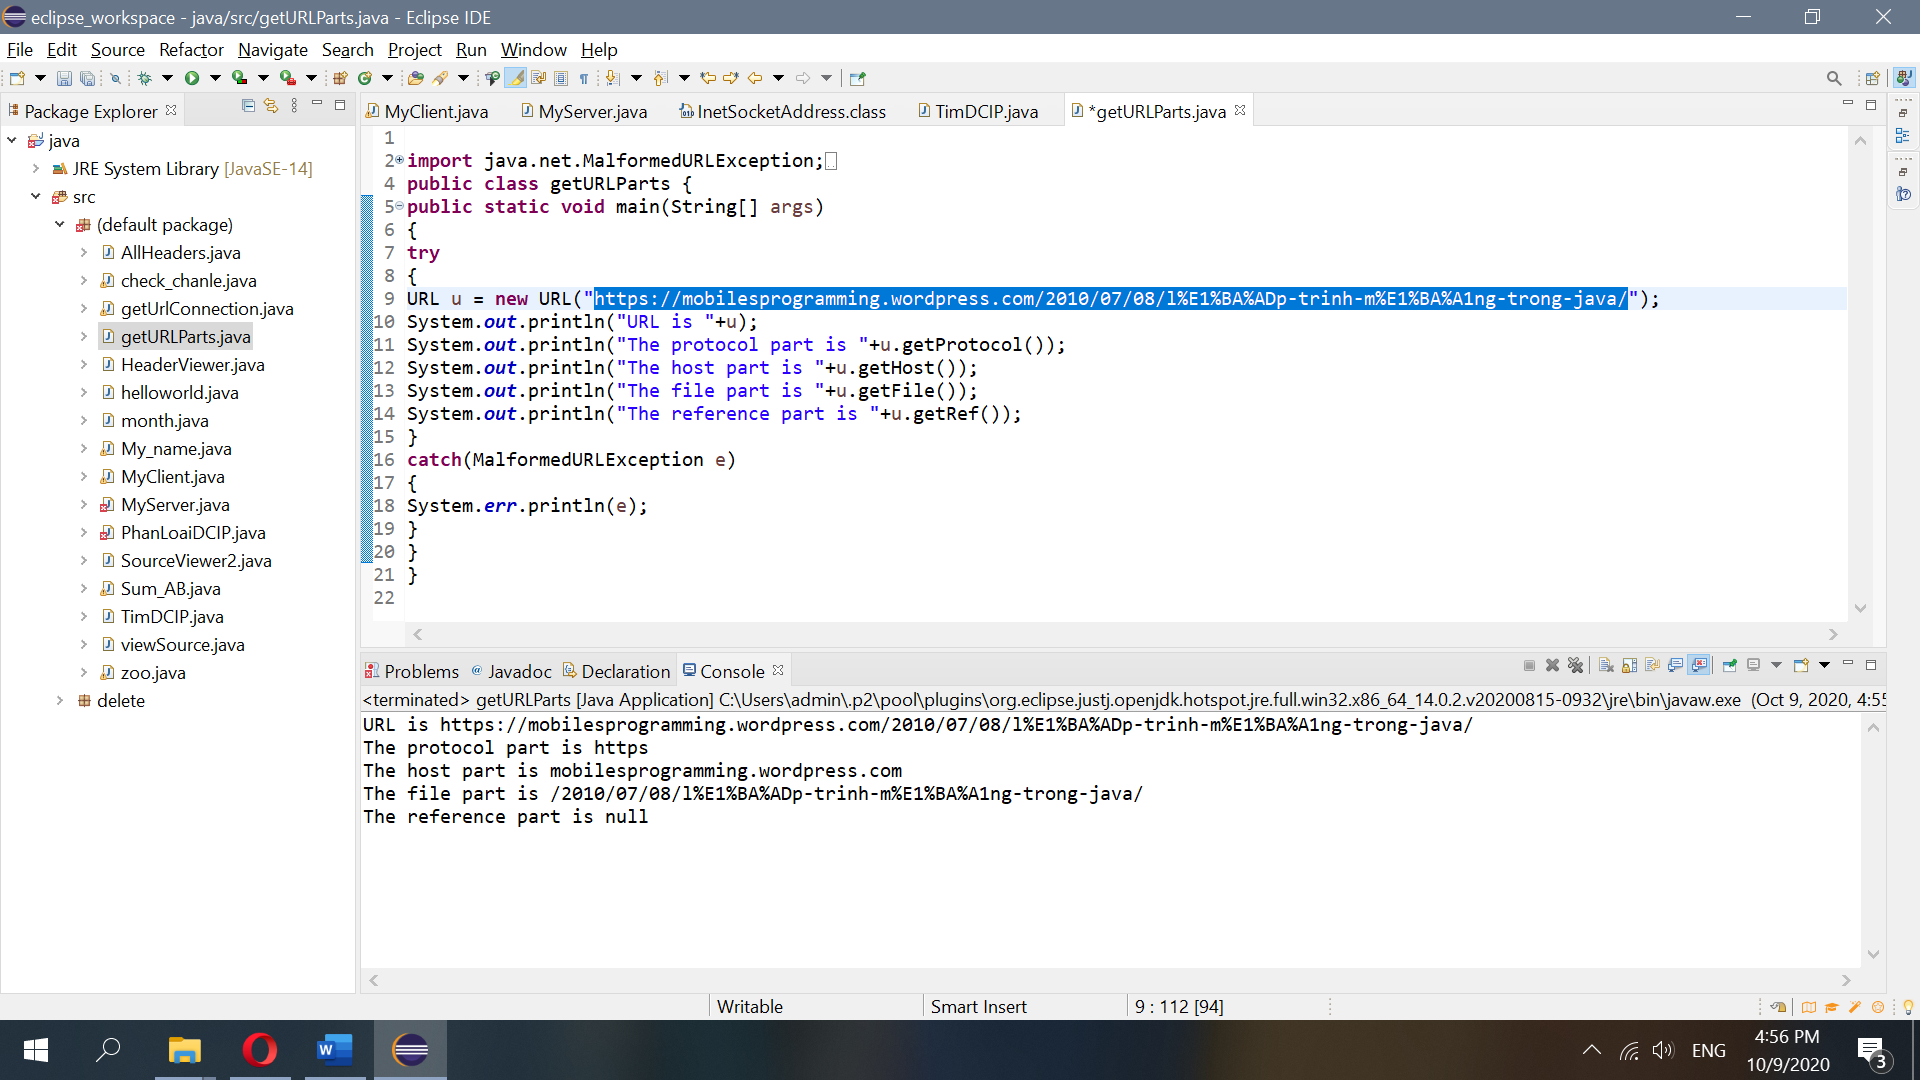 eclipse_workspace - java/src/getURLParts.java - Eclipse IDE
File Edit Source Refactor Navigate Search Project Run Window Help
Package Explorer
MyClient.java MyServer.java InetSocketAddress.class TimDCIP.java *getURLParts.java
java
JRE System Library [JavaSE-14]
src
(default package)
AllHeaders.java
check_chanle.java
getUrlConnection.java
getURLParts.java
HeaderViewer.java
helloworld.java
month.java
My_name.java
MyClient.java
MyServer.java
PhanLoaiDCIP.java
SourceViewer2.java
Sum_AB.java
TimDCIP.java
viewSource.java
zoo.java
delete
1
2 import java.net.MalformedURLException;
4 public class getURLParts {
5 public static void main(String[] args)
6 {
7 try
8 {
9 URL u = new URL("https://mobilesprogramming.wordpress.com/2010/07/08/l%E1%BA%ADp-trinh-m%E1%BA%A1ng-trong-java/");
10 System.out.println("URL is "+u);
11 System.out.println("The protocol part is "+u.getProtocol());
12 System.out.println("The host part is "+u.getHost());
13 System.out.println("The file part is "+u.getFile());
14 System.out.println("The reference part is "+u.getRef());
15 }
16 catch(MalformedURLException e)
17 {
18 System.err.println(e);
19 }
20 }
21 }
22
Problems Javadoc Declaration Console
<terminated> getURLParts [Java Application] C:\Users\admin\.p2\pool\plugins\org.eclipse.justj.openjdk.hotspot.jre.full.win32.x86_64_14.0.2.v20200815-0932\jre\bin\javaw.exe (Oct 9, 2020, 4:55
URL is https://mobilesprogramming.wordpress.com/2010/07/08/l%E1%BA%ADp-trinh-m%E1%BA%A1ng-trong-java/
The protocol part is https
The host part is mobilesprogramming.wordpress.com
The file part is /2010/07/08/l%E1%BA%ADp-trinh-m%E1%BA%A1ng-trong-java/
The reference part is null
Writable Smart Insert 9 : 112 [94]
ENG
4:56 PM
10/9/2020
3